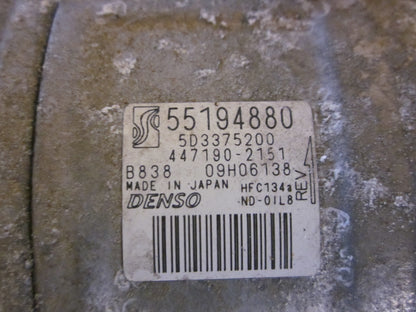 55194880
5D3375200
447190-2151
B838 09H06138
MADE IN JAPAN HFC134a
DENSO ND-OIL8
REV